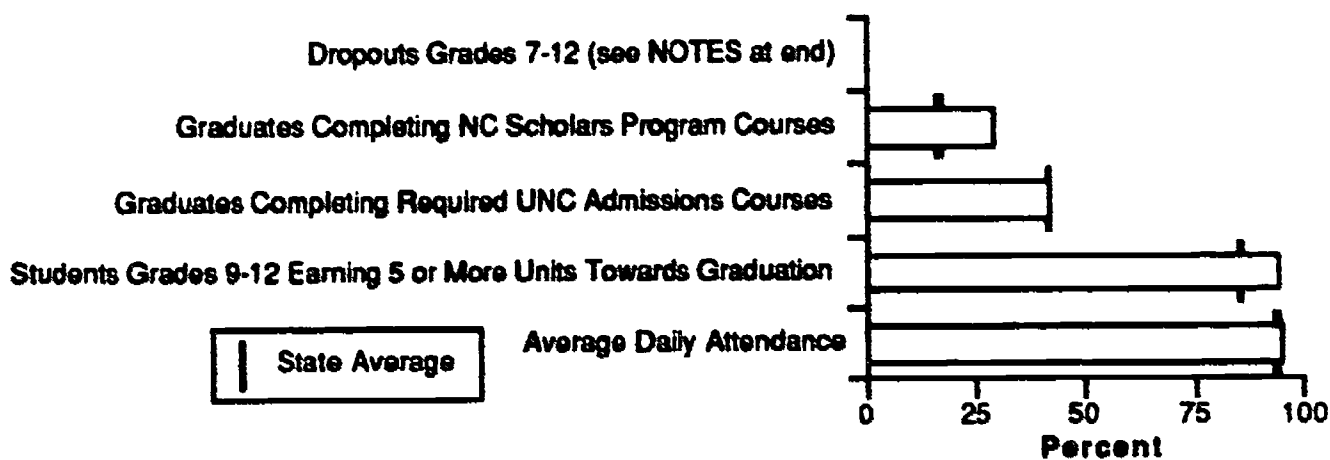 Dropouts Grades 7-12 (see NOTES at end)
Graduates Completing NC Scholars Program Courses
Graduates Completing Required UNC Admissions Courses
Students Grades 9-12 Earning 5 or More Units Towards Graduation
Average Daily Attendance
State Average
0 25 50 75 100
Percent